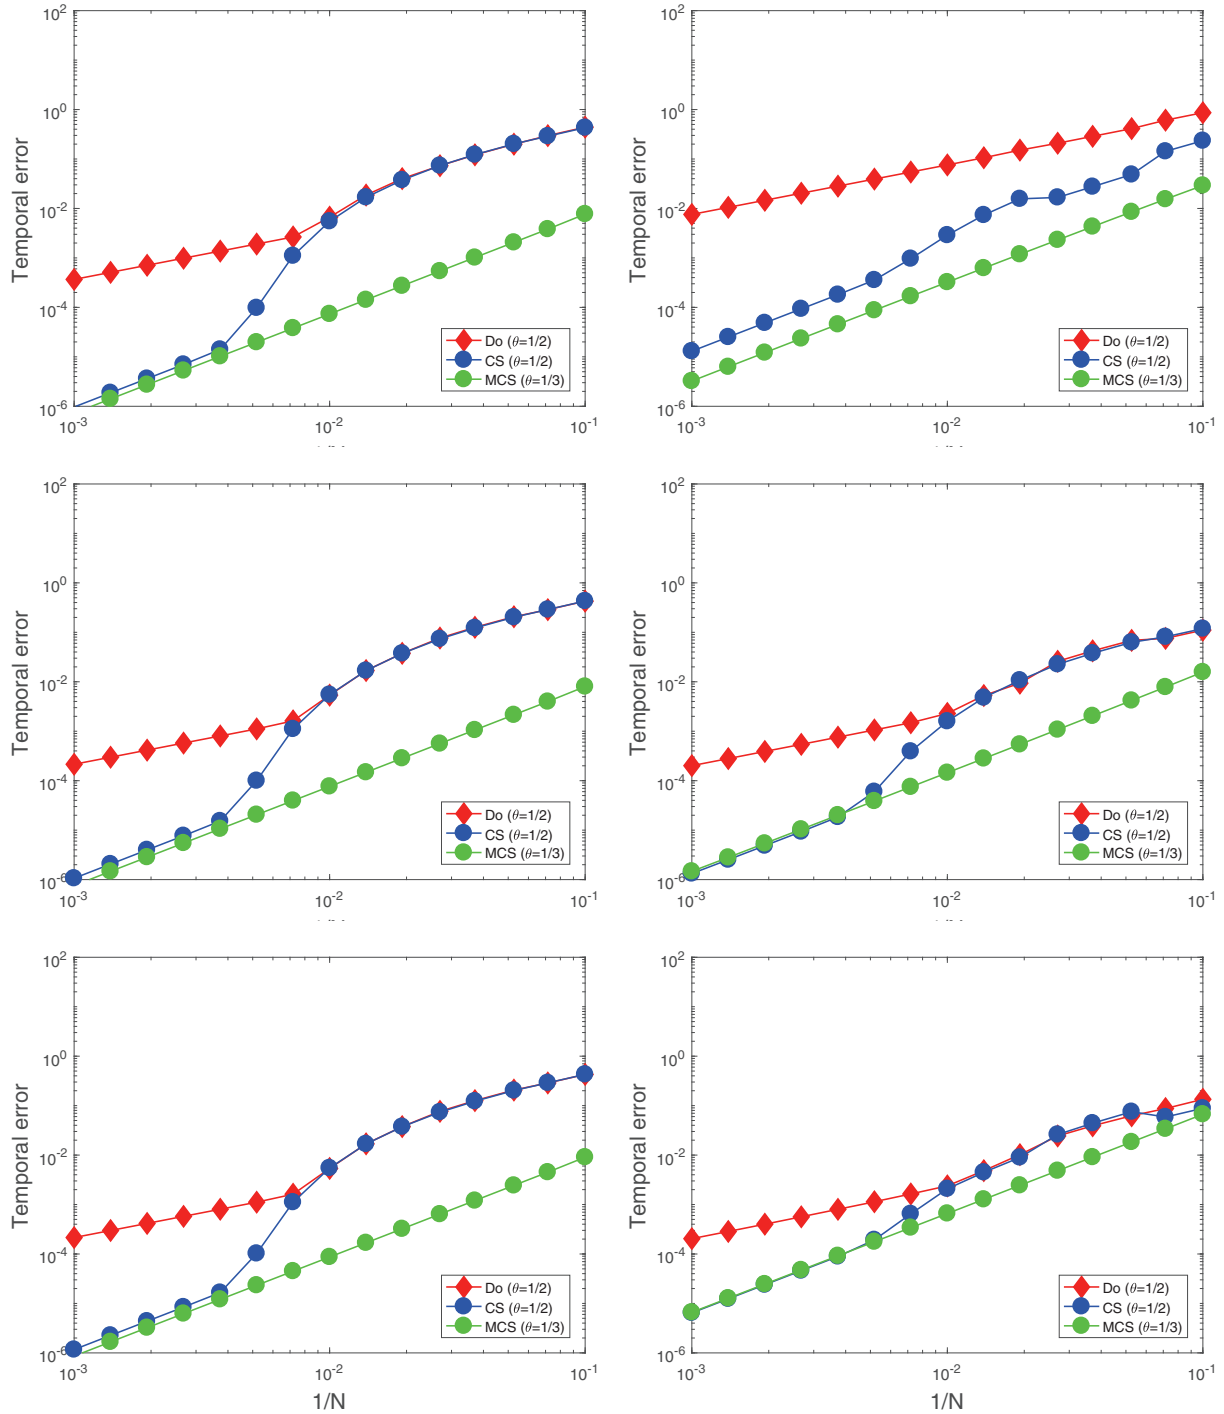 10^2
10^0
10^-2
10^-4
10^-6
Temporal error
Do (θ=1/2)
CS (θ=1/2)
MCS (θ=1/3)
10^-3
10^-2
10^-1
10^2
10^0
10^-2
10^-4
10^-6
Temporal error
Do (θ=1/2)
CS (θ=1/2)
MCS (θ=1/3)
10^-3
10^-2
10^-1
10^2
10^0
10^-2
10^-4
10^-6
Temporal error
Do (θ=1/2)
CS (θ=1/2)
MCS (θ=1/3)
10^-3
10^-2
10^-1
10^2
10^0
10^-2
10^-4
10^-6
Temporal error
Do (θ=1/2)
CS (θ=1/2)
MCS (θ=1/3)
10^-3
10^-2
10^-1
10^2
10^0
10^-2
10^-4
10^-6
Temporal error
Do (θ=1/2)
CS (θ=1/2)
MCS (θ=1/3)
10^-3
10^-2
10^-1
1/N
10^2
10^0
10^-2
10^-4
10^-6
Temporal error
Do (θ=1/2)
CS (θ=1/2)
MCS (θ=1/3)
10^-3
10^-2
10^-1
1/N